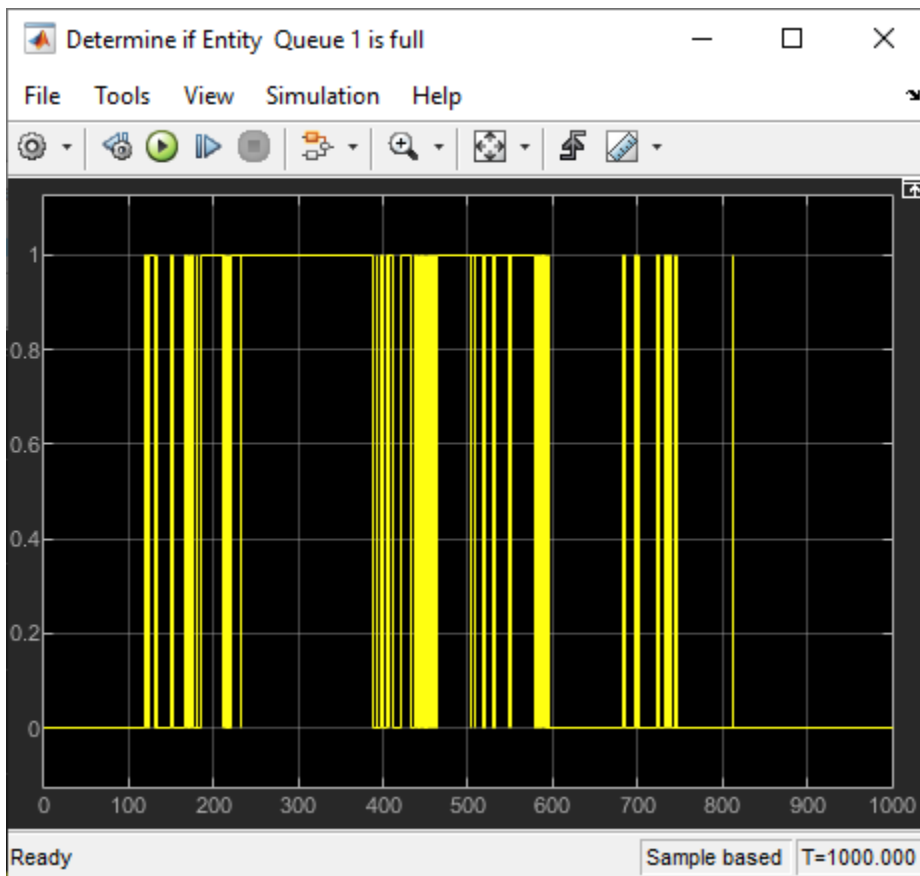 Determine if Entity Queue 1 is full
File Tools View Simulation Help
1
0.8
0.6
0.4
0.2
0
0 100 200 300 400 500 600 700 800 900 1000
Ready Sample based T=1000.000